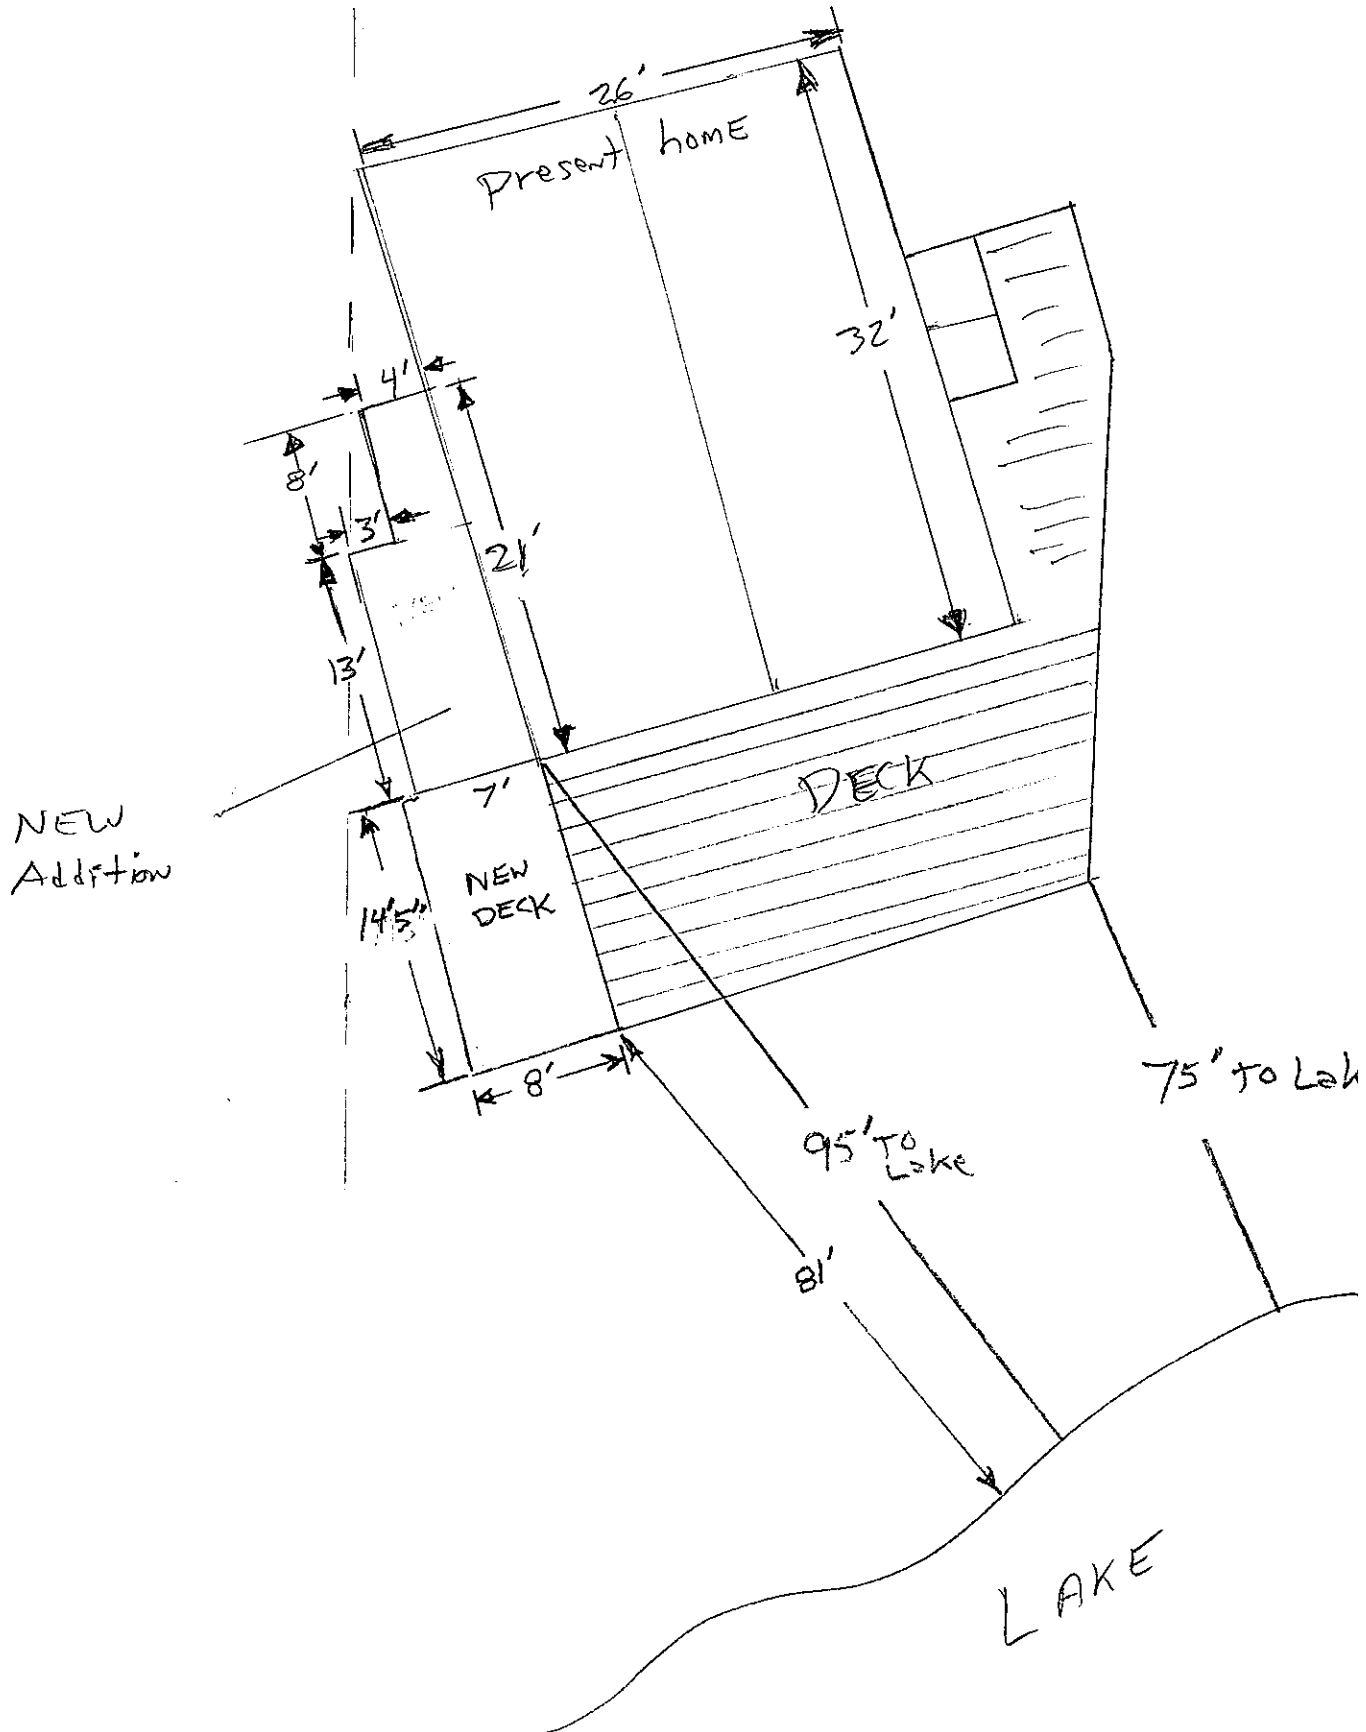 26'
Present home
32'
4'
8'
3'
21'
13'
7'
DECK
NEW
Addition
NEW
DECK
14'5"
8'
75' TO Lak
95' TO
Lake
81'
LAKE